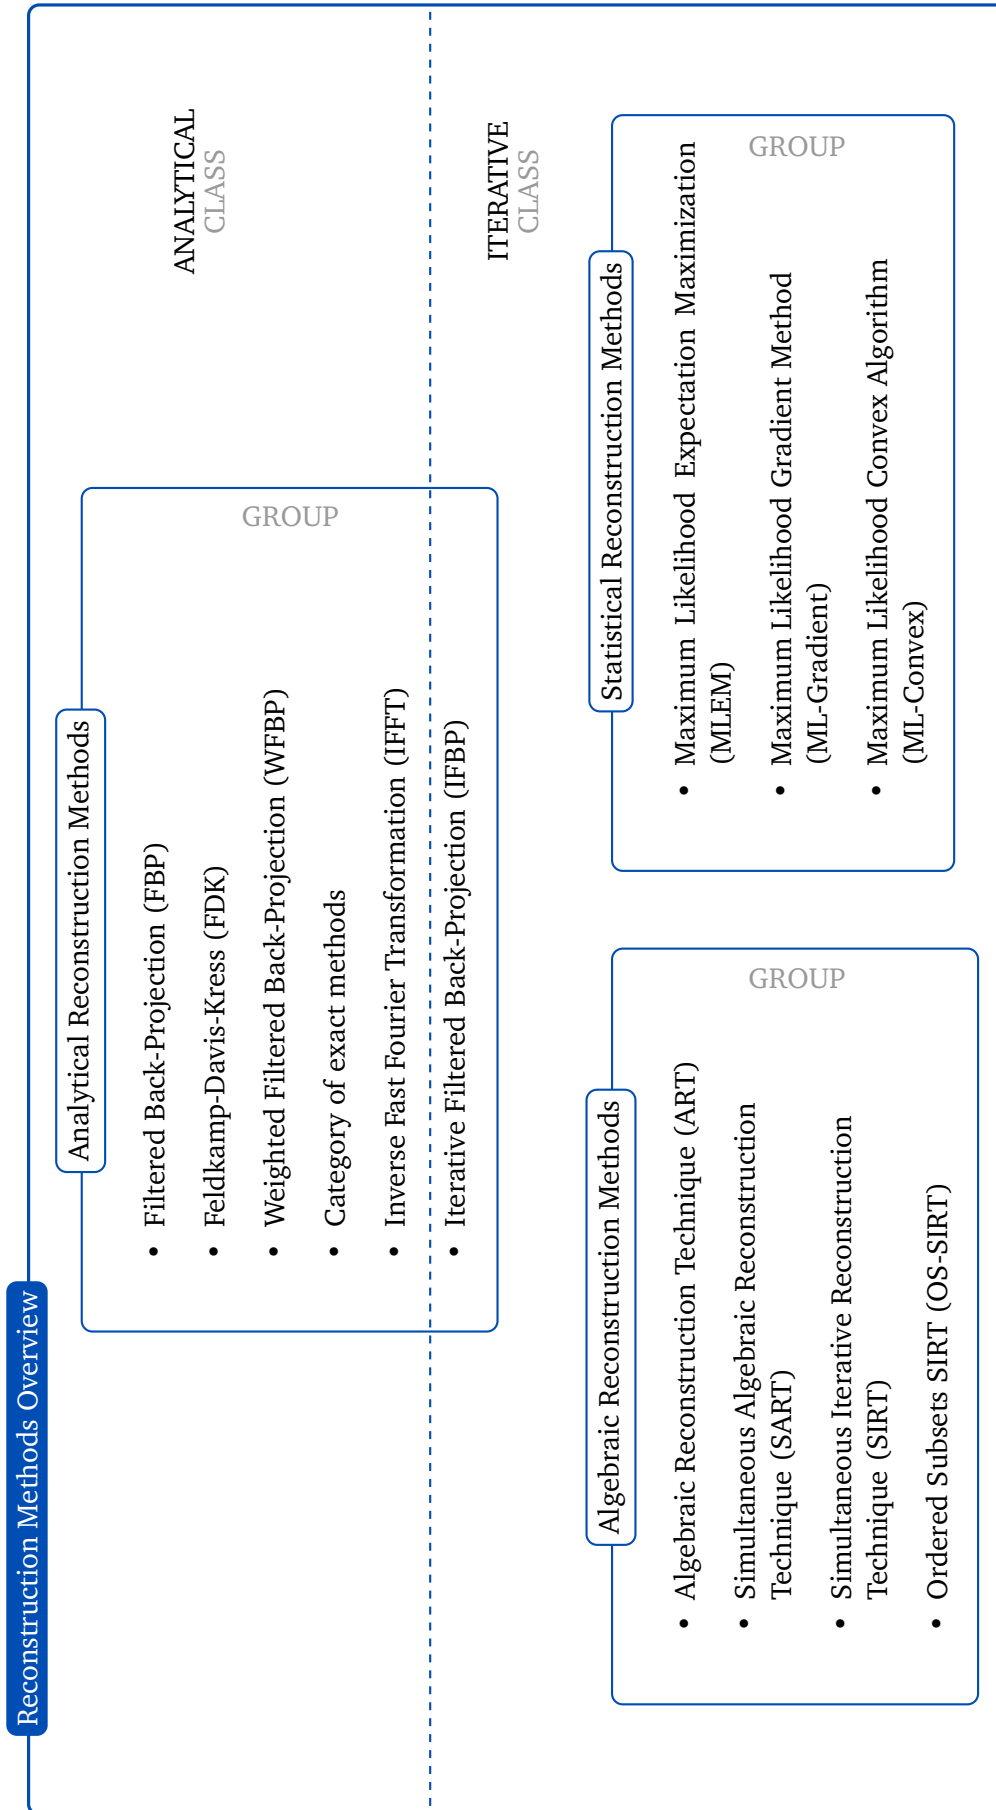 Reconstruction Methods Overview
ANALYTICAL
CLASS
Analytical Reconstruction Methods
• Filtered Back-Projection (FBP)
• Feldkamp-Davis-Kress (FDK)
• Weighted Filtered Back-Projection (WFBP)
• Category of exact methods
• Inverse Fast Fourier Transformation (IFFT)
• Iterative Filtered Back-Projection (IFBP)
GROUP
ITERATIVE
CLASS
Algebraic Reconstruction Methods
• Algebraic Reconstruction Technique (ART)
• Simultaneous Algebraic Reconstruction
Technique (SART)
• Simultaneous Iterative Reconstruction
Technique (SIRT)
• Ordered Subsets SIRT (OS-SIRT)
GROUP
Statistical Reconstruction Methods
• Maximum Likelihood Expectation Maximization
(MLEM)
• Maximum Likelihood Gradient Method
(ML-Gradient)
• Maximum Likelihood Convex Algorithm
(ML-Convex)
GROUP